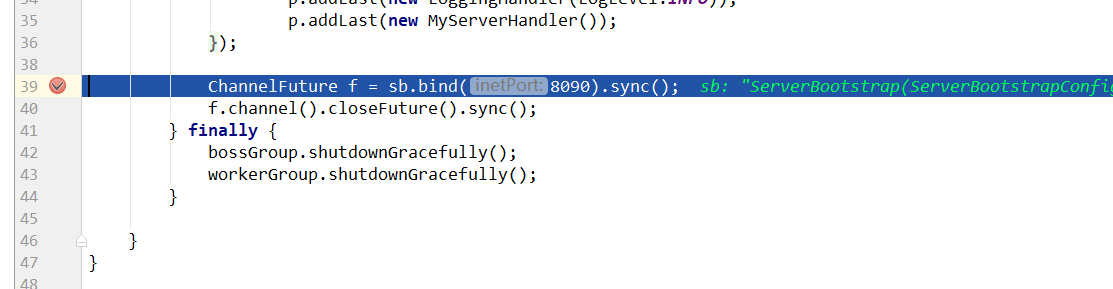 34 p.addLast(new LoggingHandler(LogLevel.INFO));
35 p.addLast(new MyServerHandler());
36 });
38
39 ChannelFuture f = sb.bind( inetPort: 8090).sync(); sb: "ServerBootstrap(ServerBootstrapConfig
40 f.channel().closeFuture().sync();
41 } finally {
42 bossGroup.shutdownGracefully();
43 workerGroup.shutdownGracefully();
44 }
45
46 }
47 }
48